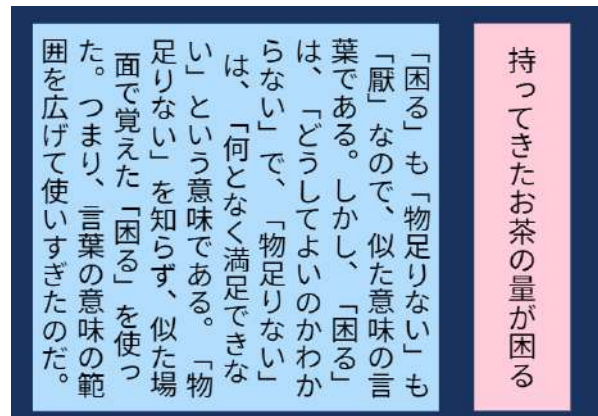 持ってきたお茶の量が困る
「困る」も「物足りない」も
「厭」なので、似た意味の言
葉である。しかし、「困る」
は、「どうしてよいのかわか
らない」で、「物足りない」
は、「何となく満足できな
い」という意味である。「物
足りない」を知らず、似た場
面で覚えた「困る」を使っ
た。つまり、言葉の意味の範
囲を広げて使いすぎたのだ。